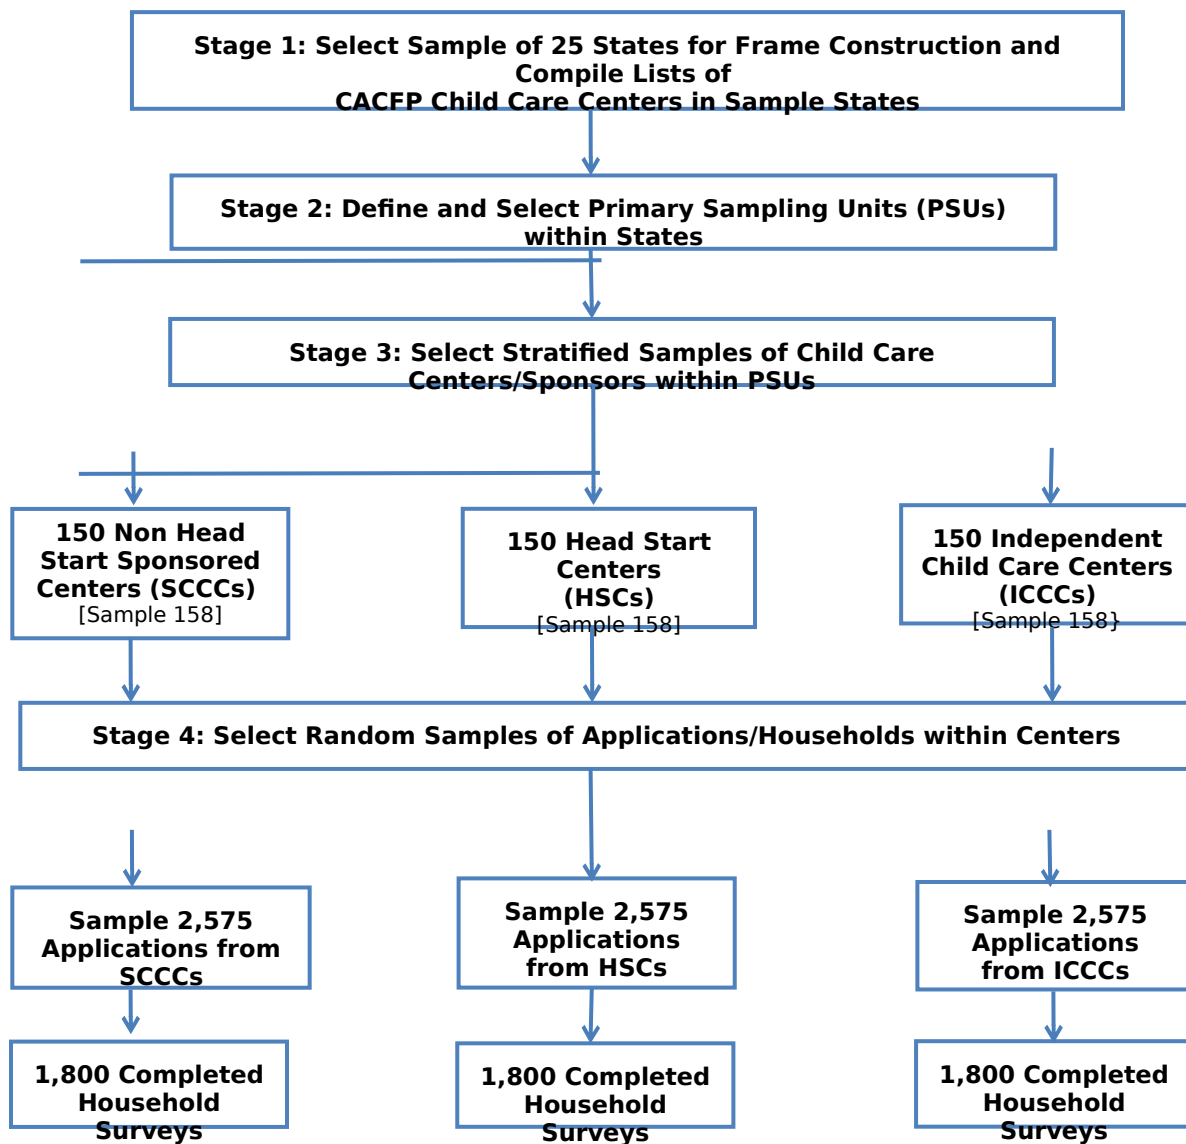 Stage 1: Select Sample of 25 States for Frame Construction and
Compile Lists of
CACFP Child Care Centers in Sample States
Stage 2: Define and Select Primary Sampling Units (PSUs)
within States
Stage 3: Select Stratified Samples of Child Care
Centers/Sponsors within PSUs
150 Non Head
Start Sponsored
Centers (SCCCs)
[Sample 158]
150 Head Start
Centers
(HSCs)
[Sample 158]
150 Independent
Child Care Centers
(ICCCs)
[Sample 158}
Stage 4: Select Random Samples of Applications/Households within Centers
Sample 2,575
Applications from
SCCCs
Sample 2,575
Applications
from HSCs
Sample 2,575
Applications
from ICCCs
1,800 Completed
Household
Surveys
1,800 Completed
Household
Surveys
1,800 Completed
Household
Surveys